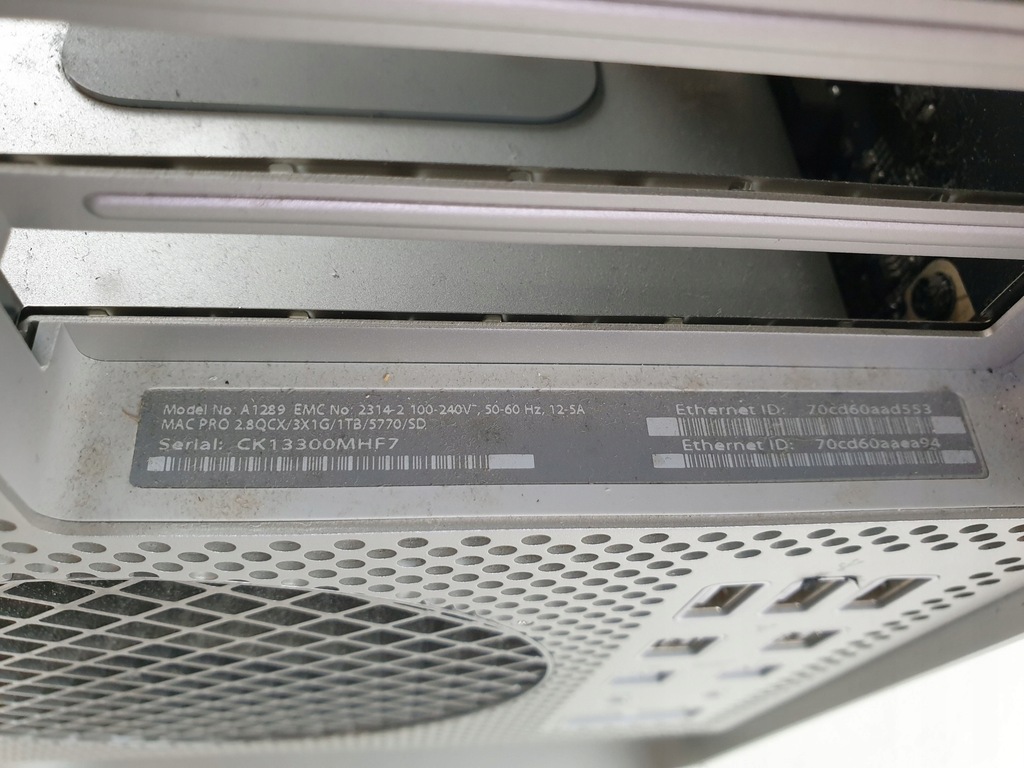 Model No: A1289 EMC No: 2314-2 100-240V~, 50-60 Hz, 12-5A
MAC PRO 2.8QCX/3X1G/1TB/5770/SD
Serial: CK13300MHF7
Ethernet ID: 70cd60aad553
Ethernet ID: 70cd60aaea94